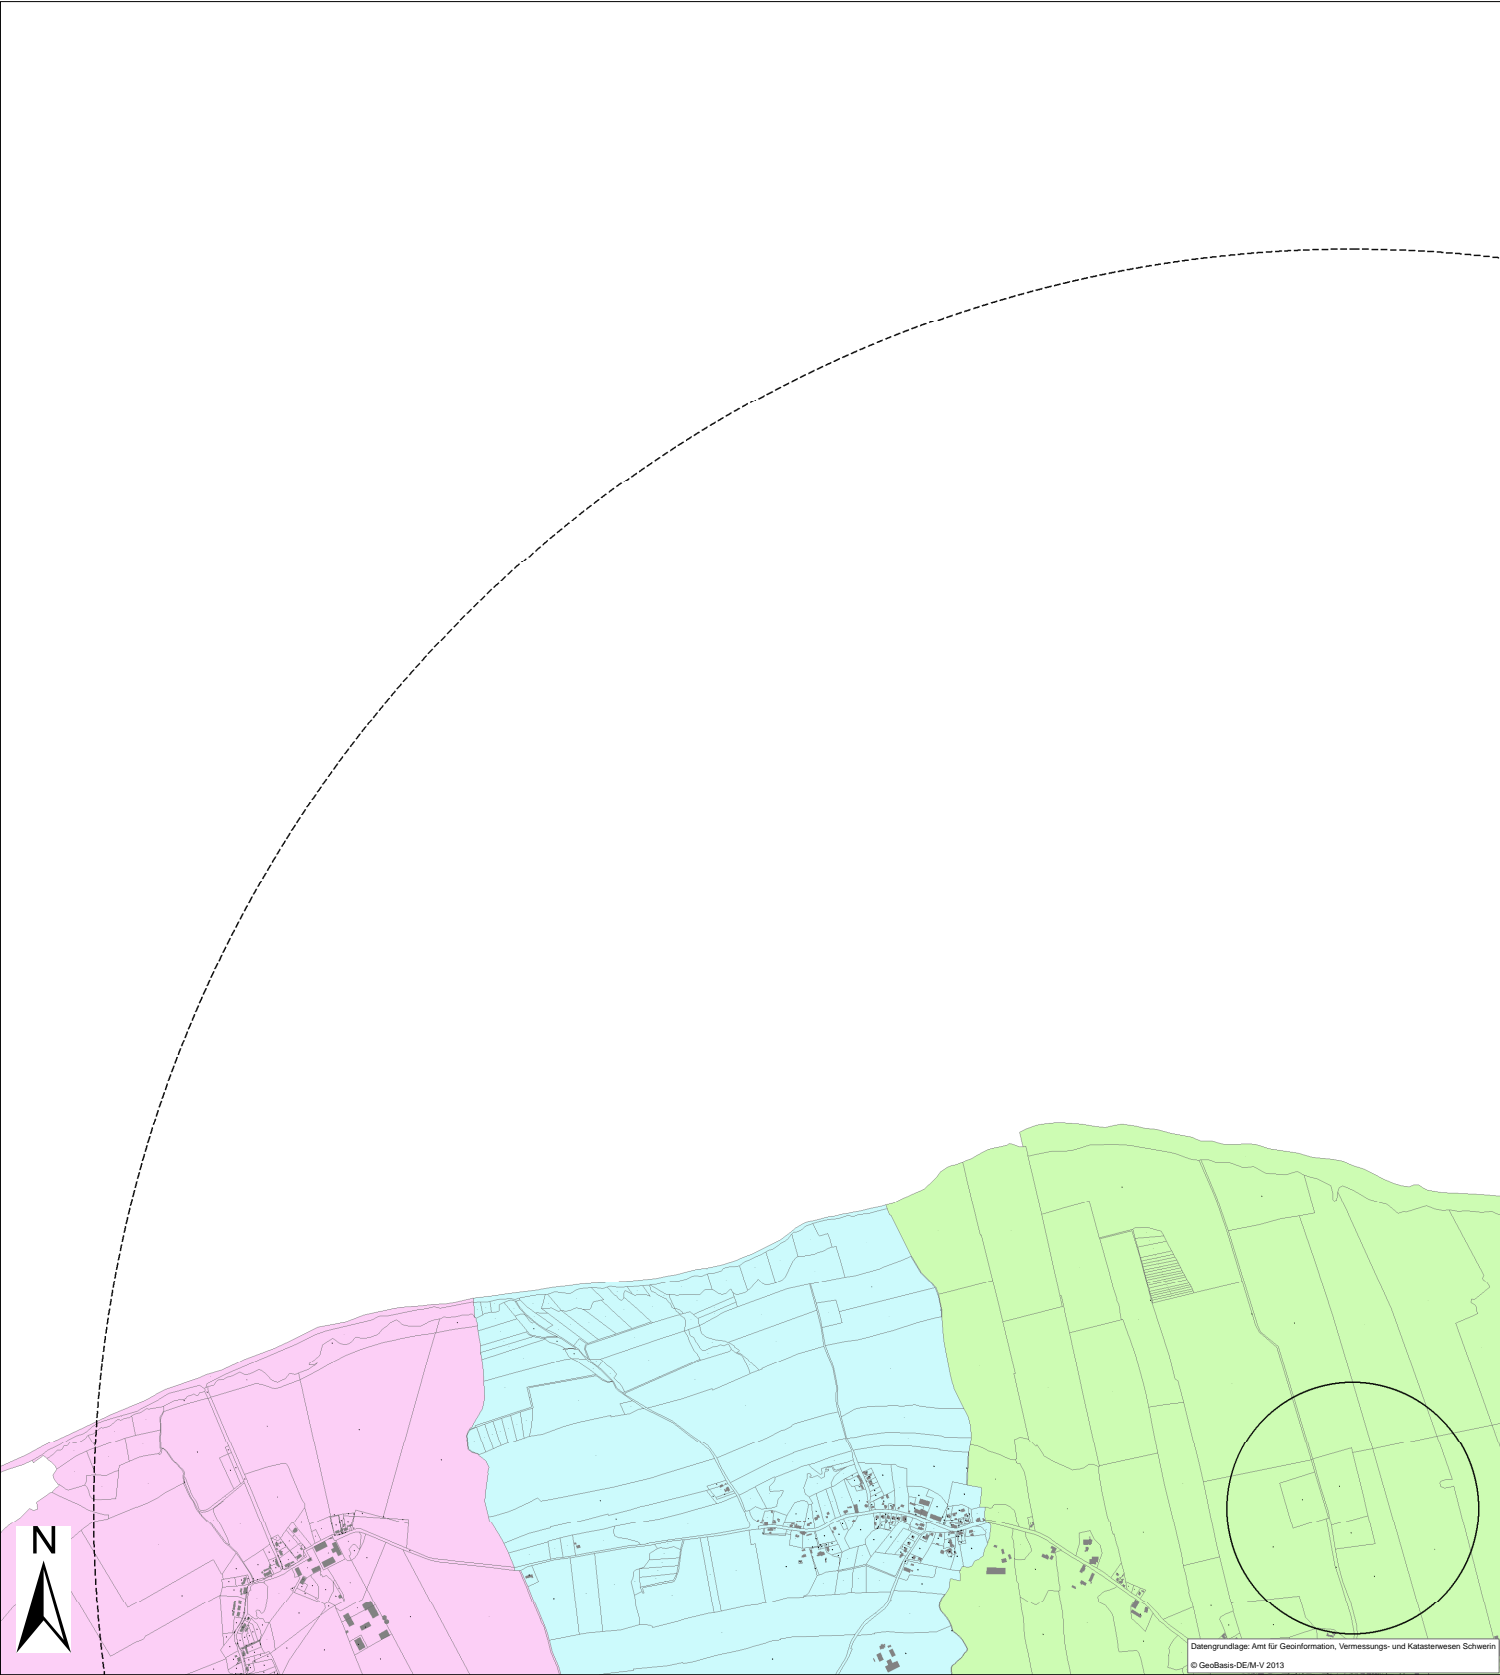 N
Datengrundlage: Amt für Geoinformation, Vermessungs- und Katasterwesen Schwerin
© GeoBasis-DE/M-V 2013